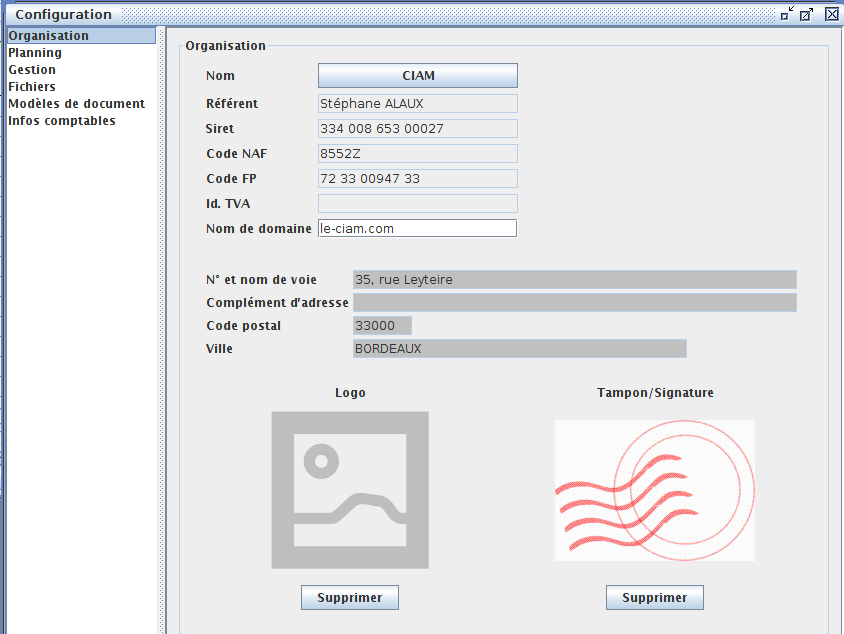 Configuration
Organisation
Planning
Gestion
Fichiers
Modèles de document
Infos comptables
Organisation
Nom CIAM
Référent Stéphane ALAUX
Siret 334 008 653 00027
Code NAF 8552Z
Code FP 72 33 00947 33
Id. TVA
Nom de domaine le-ciam.com
N° et nom de voie 35, rue Leyteire
Complément d'adresse
Code postal 33000
Ville BORDEAUX
Logo Tampon/Signature
Supprimer Supprimer